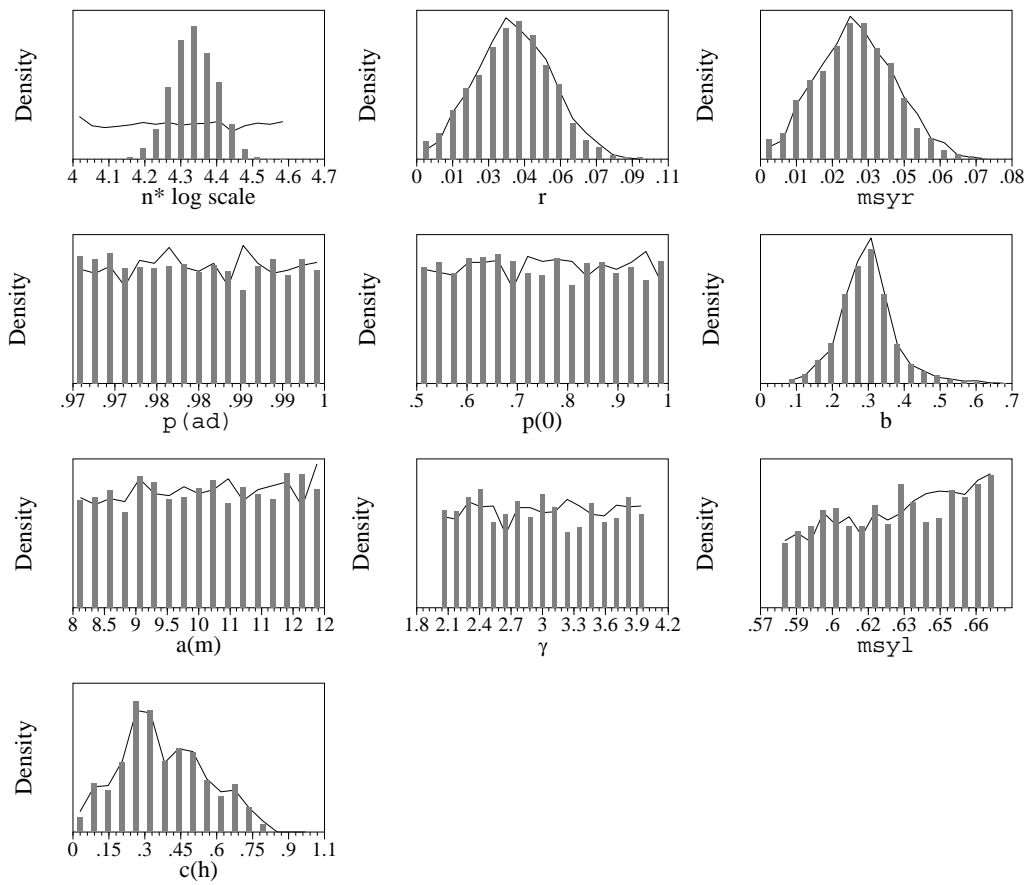 Density
4 4.1 4.2 4.3 4.4 4.5 4.6 4.7
n* log scale
Density
0 .01 .03 .04 .06 .07 .09 .11
r
Density
0 .01 .02 .03 .05 .06 .07 .08
msyr
Density
.97 .97 .98 .98 .99 .99 1
p(ad)
Density
.5 .6 .7 .8 .9 1
p(0)
Density
0 .1 .2 .3 .4 .5 .6 .7
b
Density
8 8.5 9 9.5 10 10 11 11 12 12
a(m)
Density
1.8 2.1 2.4 2.7 3 3.3 3.6 3.9 4.2
γ
Density
.57 .59 .6 .62 .63 .65 .66
msyl
Density
0 .15 .3 .45 .6 .75 .9 1.1
c(h)